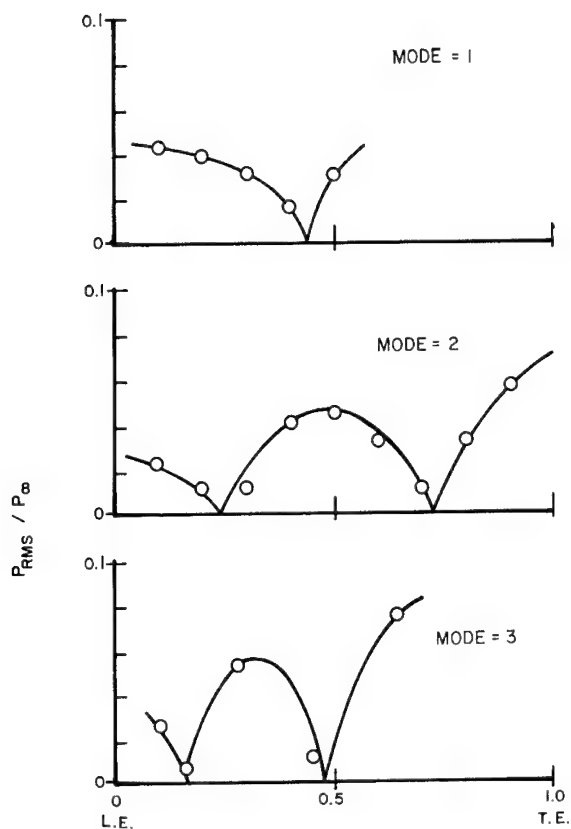 0.1
MODE = 1
0
0.1
MODE = 2
0
P_RMS / P_∞
0.1
MODE = 3
0
0 0.5 1.0
L.E. T.E.